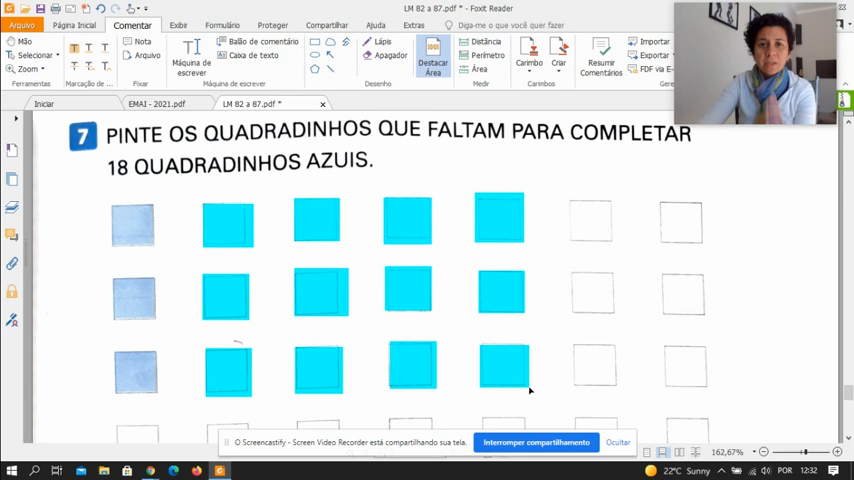 LM 82 a 87.pdf * - Foxit Reader
Arquivo
Página Inicial
Comentar
Exibir
Formulário
Proteger
Compartilhar
Ajuda
Extras
Diga-me o que você quer fazer
Mão
Selecionar
Zoom
Ferramentas
Marcação de ...
Nota
Arquivo
Máquina de escrever
Balão de comentário
Caixa de texto
Máquina de escrever
Lápis
Apagador
Desenho
Destacar Área
Distância
Perímetro
Área
Medir
Carimbo
Criar
Carimbos
Resumir Comentários
Importar
Exportar
FDF via E-
Gerenciar Comen
Iniciar
EMAI - 2021.pdf
LM 82 a 87.pdf *
7 PINTE OS QUADRADINHOS QUE FALTAM PARA COMPLETAR
18 QUADRADINHOS AZUIS.
O Screencastify - Screen Video Recorder está compartilhando sua tela.
Interromper compartilhamento
Ocultar
162,67%
22°C Sunny
POR
12:32